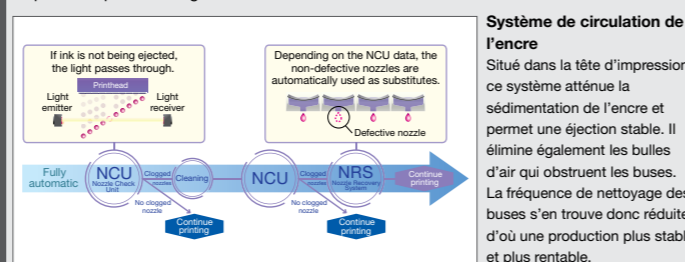 If ink is not being ejected,
the light passes through.
Printhead
Light
emitter
Light
receiver
Depending on the NCU data, the
non-defective nozzles are
automatically used as substitutes.
Defective nozzle
Fully
automatic
NCU
Nozzle Check
Unit
Clogged
nozzles
Cleaning
No clogged
nozzle
Continue
printing
NCU
Clogged
nozzles
NRS
Nozzle Recovery
System
No clogged
nozzle
Continue
printing
Continue
printing
Système de circulation de
l'encre
Situé dans la tête d'impression
ce système atténue la
sédimentation de l'encre et
permet une éjection stable. Il
élimine également les bulles
d'air qui obstruent les buses.
La fréquence de nettoyage des
buses s'en trouve donc réduite
d'où une production plus stabl
et plus rentable.